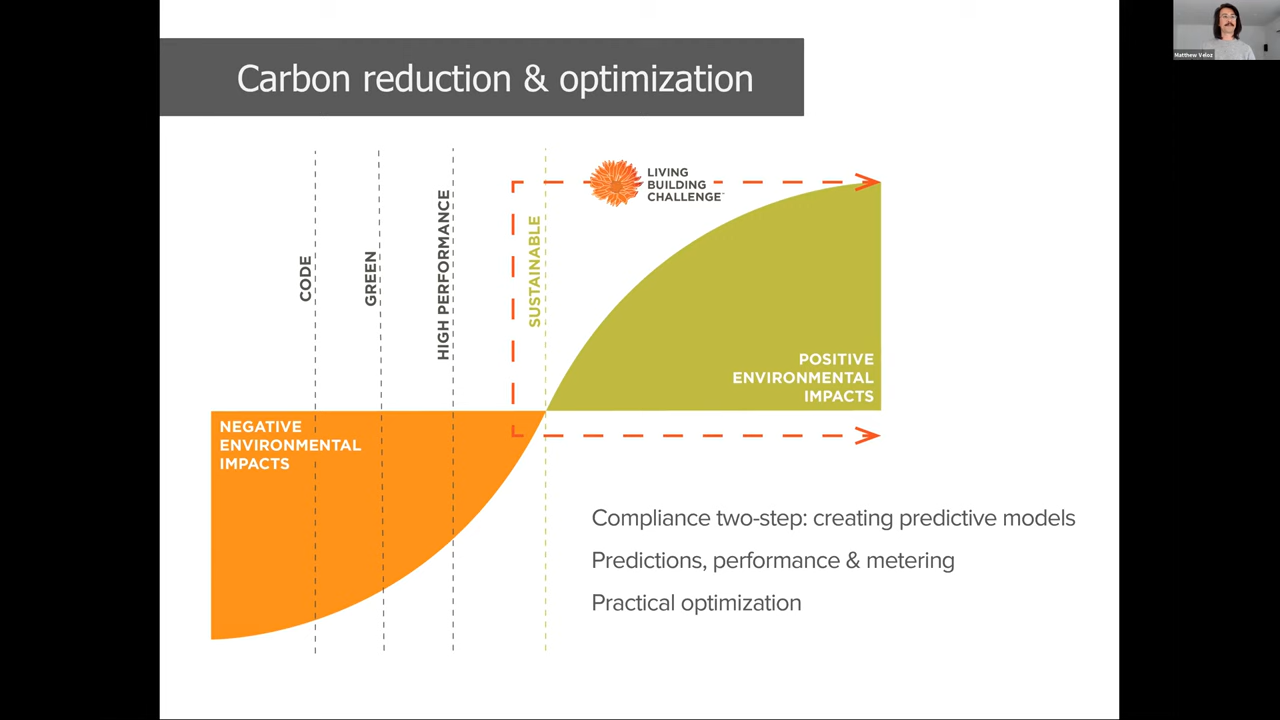 Carbon reduction & optimization
Matthew Veloz
LIVING
BUILDING
CHALLENGE
CODE
GREEN
HIGH PERFORMANCE
SUSTAINABLE
POSITIVE
ENVIRONMENTAL
IMPACTS
NEGATIVE
ENVIRONMENTAL
IMPACTS
Compliance two-step: creating predictive models
Predictions, performance & metering
Practical optimization